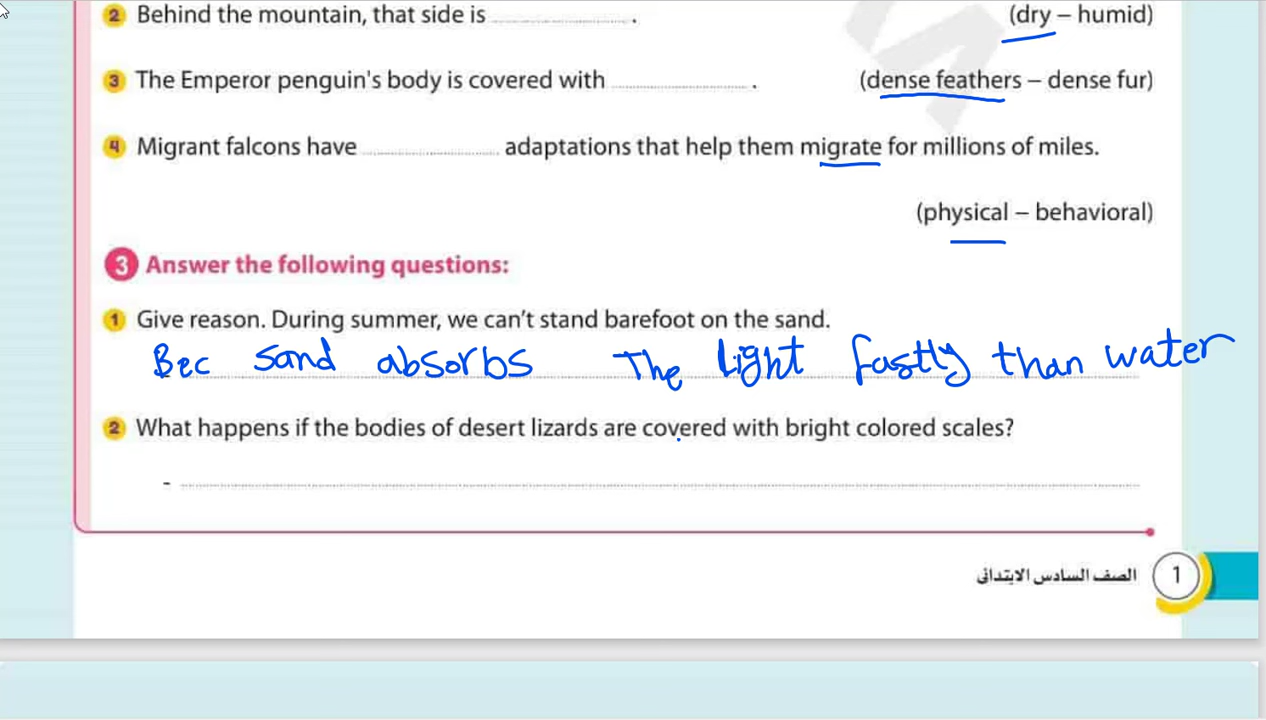 2 Behind the mountain, that side is ............................ . (dry – humid)
3 The Emperor penguin's body is covered with ............................ . (dense feathers – dense fur)
4 Migrant falcons have ............................ adaptations that help them migrate for millions of miles.
(physical – behavioral)
3 Answer the following questions:
1 Give reason. During summer, we can't stand barefoot on the sand.
Bec sand absorbs The Light fastly than water
2 What happens if the bodies of desert lizards are covered with bright colored scales?
- ............................
الصف السادس الابتدائى 1